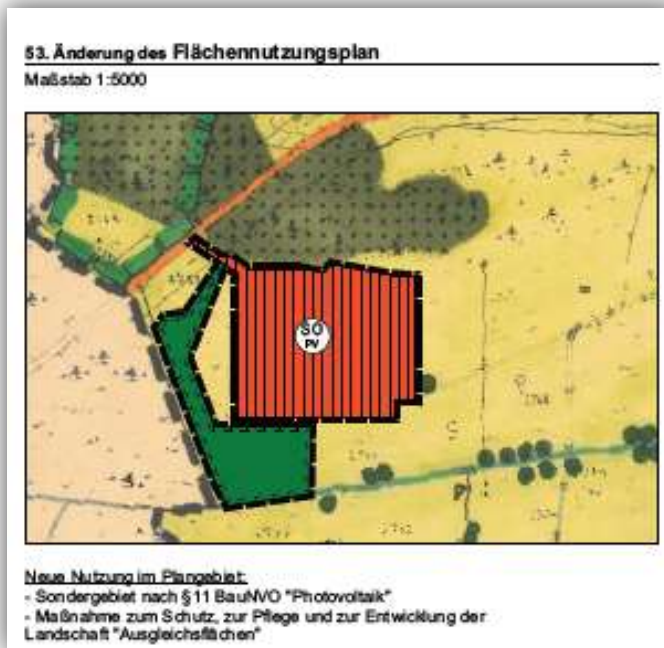 53. Änderung des Flächennutzungsplan
Maßstab 1:5000
SO
PV
Neue Nutzung im Plangebiet:
- Sondergebiet nach §11 BauNVO "Photovoltaik"
- Maßnahme zum Schutz, zur Pflege und zur Entwicklung der
Landschaft "Ausgleichsflächen"